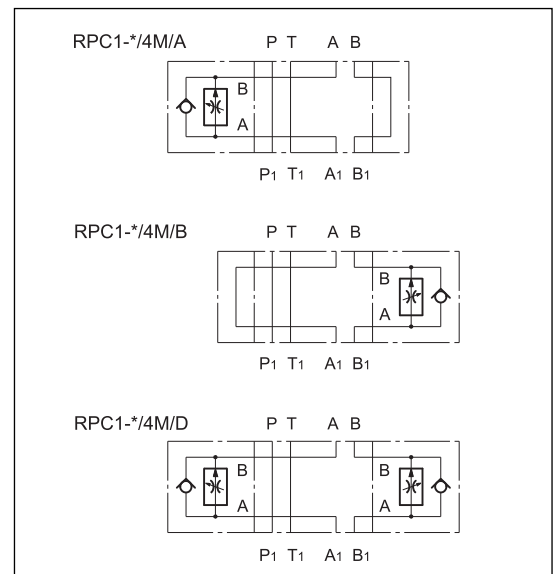 RPC1-*/4M/A P T A B
B
A
P1 T1 A1 B1
RPC1-*/4M/B P T A B
B
A
P1 T1 A1 B1
RPC1-*/4M/D P T A B
B B
A A
P1 T1 A1 B1